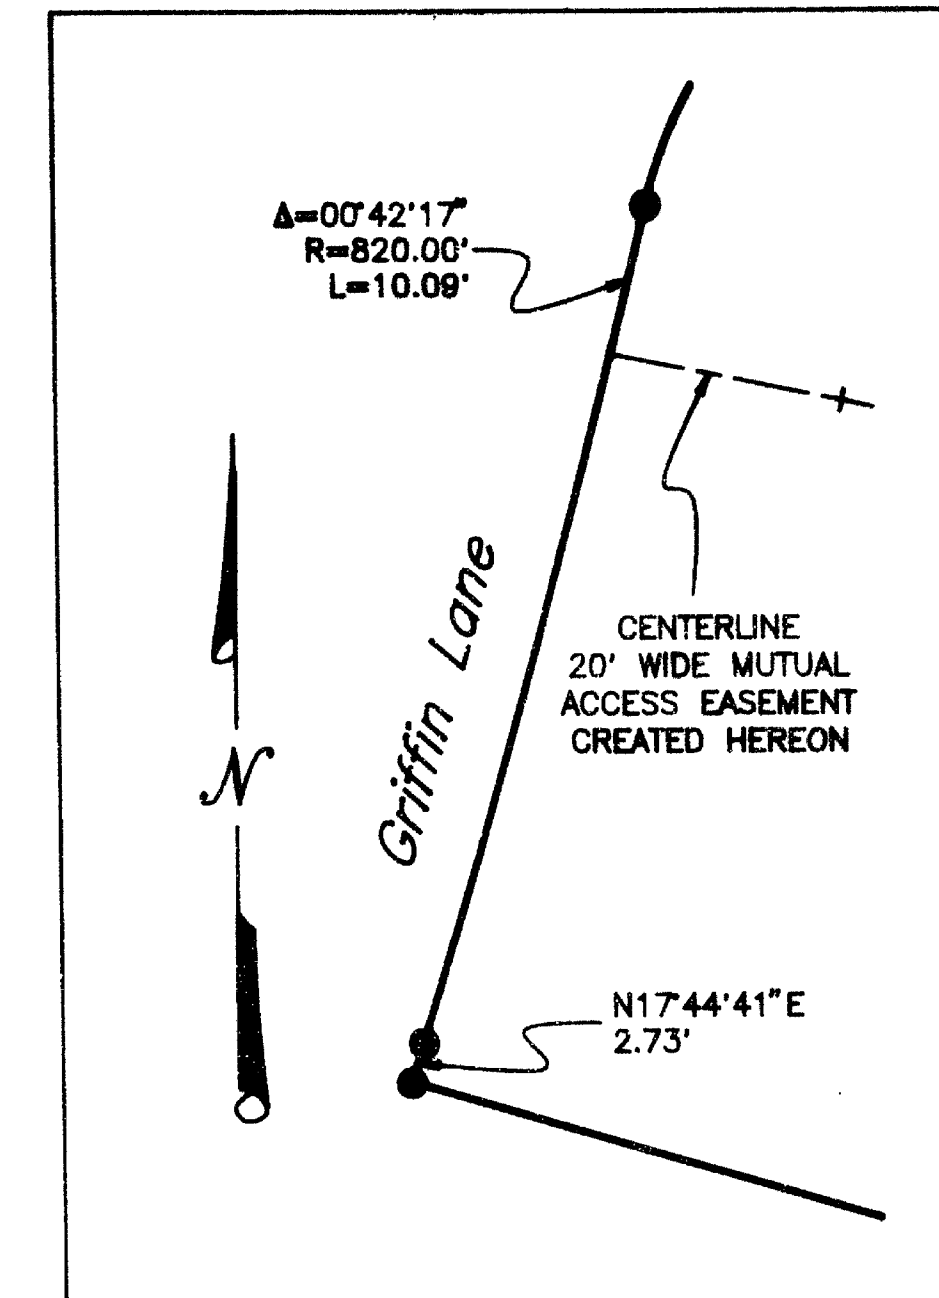 Δ=00°42'17"
R=820.00'
L=10.09'
Griffin Lane
CENTERLINE
20' WIDE MUTUAL
ACCESS EASEMENT
CREATED HEREON
N
N17°44'41"E
2.73'